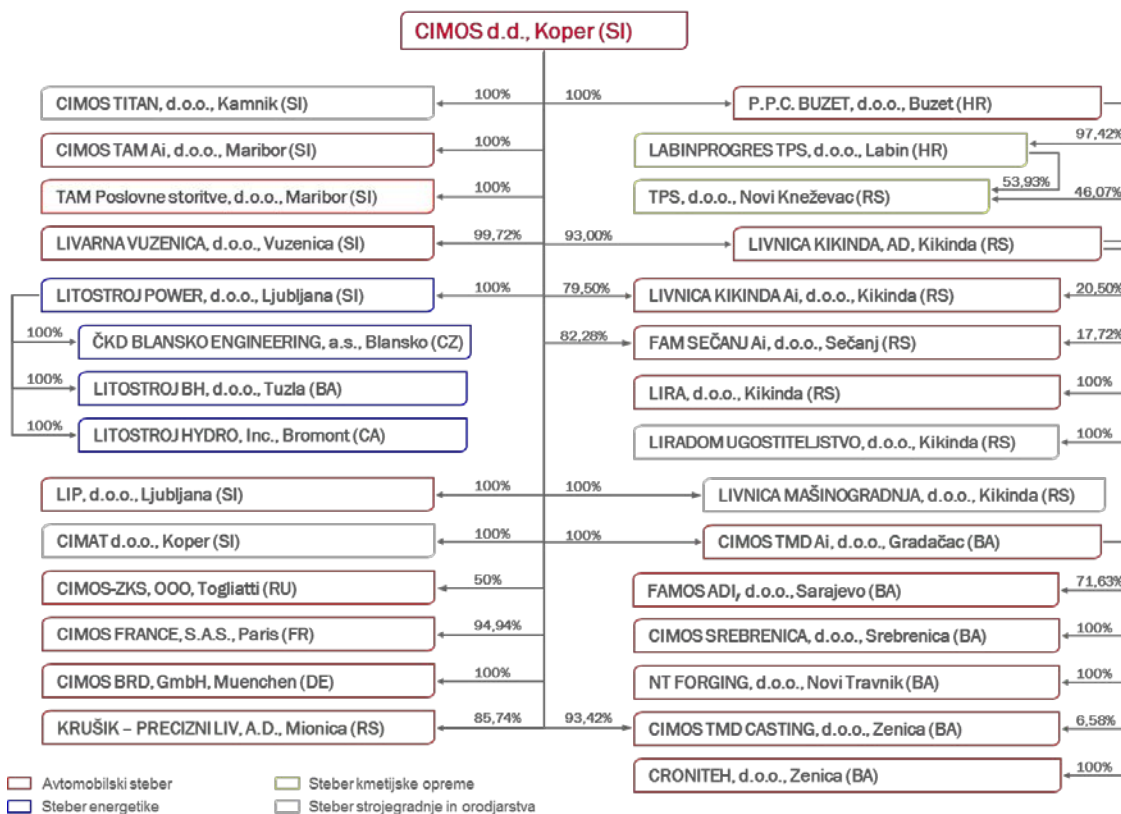 CIMOS d.d., Koper (SI)
CIMOS TITAN, d.o.o., Kamnik (SI)
100%
100%
P.P.C. BUZET, d.o.o., Buzet (HR)
CIMOS TAM Ai, d.o.o., Maribor (SI)
100%
LABINPROGRES TPS, d.o.o., Labin (HR)
97,42%
TAM Poslovne storitve, d.o.o., Maribor (SI)
100%
TPS, d.o.o., Novi Kneževac (RS)
53,93%
46,07%
LIVARNA VUZENICA, d.o.o., Vuzenica (SI)
99,72%
93,00%
LIVNICA KIKINDA, AD, Kikinda (RS)
LITOSTROJ POWER, d.o.o., Ljubljana (SI)
100%
79,50%
LIVNICA KIKINDA Ai, d.o.o., Kikinda (RS)
20,50%
100%
ČKD BLANSKO ENGINEERING, a.s., Blansko (CZ)
82,28%
FAM SEČANJ Ai, d.o.o., Sečanj (RS)
17,72%
100%
LITOSTROJ BH, d.o.o., Tuzla (BA)
LIRA, d.o.o., Kikinda (RS)
100%
100%
LITOSTROJ HYDRO, Inc., Bromont (CA)
LIRADOM UGOSTITELJSTVO, d.o.o., Kikinda (RS)
100%
LIP, d.o.o., Ljubljana (SI)
100%
100%
LIVNICA MAŠINOGRADNJA, d.o.o., Kikinda (RS)
CIMAT d.o.o., Koper (SI)
100%
100%
CIMOS TMD Ai, d.o.o., Gradačac (BA)
CIMOS-ZKS, OOO, Togliatti (RU)
50%
FAMOS ADI, d.o.o., Sarajevo (BA)
71,63%
CIMOS FRANCE, S.A.S., Paris (FR)
94,94%
CIMOS SREBRENICA, d.o.o., Srebrenica (BA)
100%
CIMOS BRD, GmbH, Muenchen (DE)
100%
NT FORGING, d.o.o., Novi Travnik (BA)
100%
KRUŠIK – PRECIZNI LIV, A.D., Mionica (RS)
85,74%
93,42%
CIMOS TMD CASTING, d.o.o., Zenica (BA)
6,58%
CRONITEH, d.o.o., Zenica (BA)
100%
Avtomobilski steber
Steber kmetijske opreme
Steber energetike
Steber strojegradnje in orodjarstva